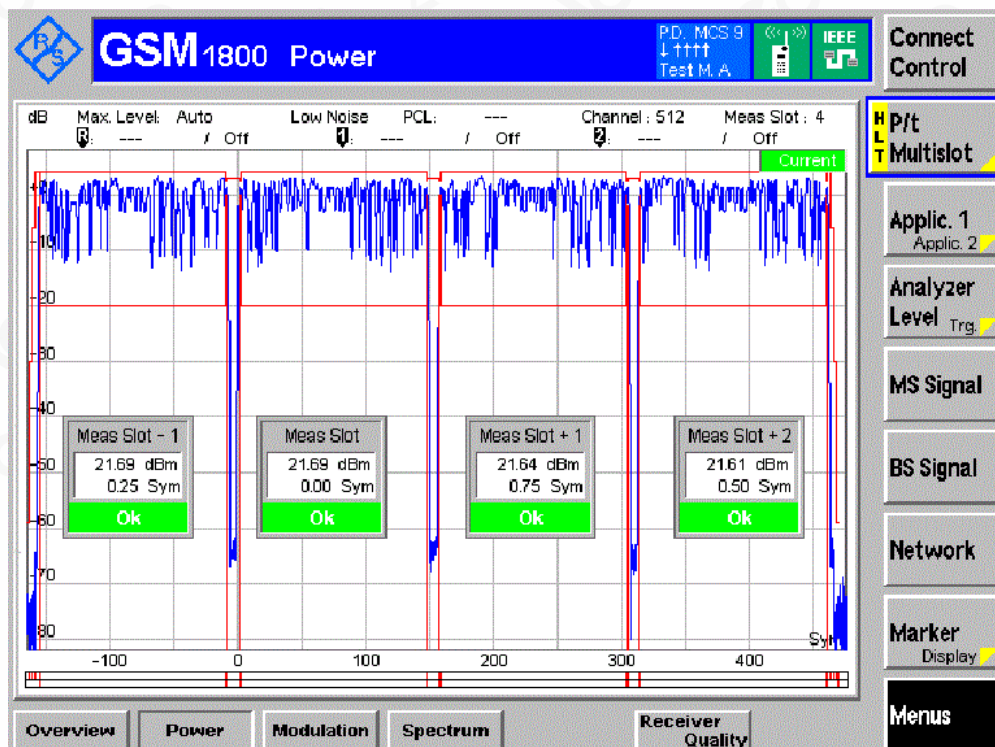 R/S
GSM 1800 Power
P.D. MCS 9
↓↑↑↑↑
Test M. A
IEEE
dB Max. Level: Auto Low Noise PCL: --- Channel : 512 Meas Slot : 4
R: --- / Off 1: --- / Off 2: --- / Off
Current
-10
-20
-30
-40
-50
-60
-70
-80
Meas Slot - 1
21.69 dBm
0.25 Sym
Ok
Meas Slot
21.69 dBm
0.00 Sym
Ok
Meas Slot + 1
21.64 dBm
0.75 Sym
Ok
Meas Slot + 2
21.61 dBm
0.50 Sym
Ok
-100 0 100 200 300 400
Connect
Control
HLT
P/t
Multislot
Applic. 1
Applic. 2
Analyzer
Level Trg.
MS Signal
BS Signal
Network
Marker
Display
Menus
Overview Power Modulation Spectrum Receiver
Quality